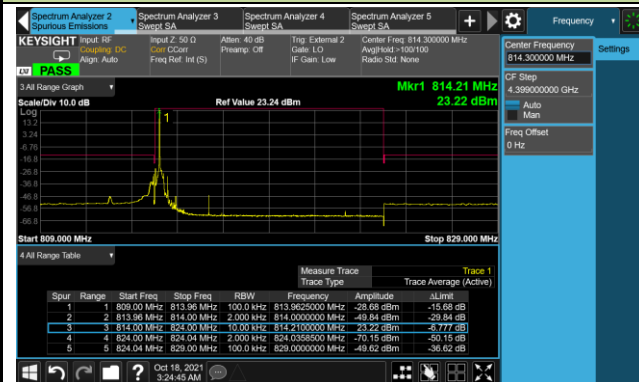 Spectrum Analyzer 2
Spurious Emissions
Spectrum Analyzer 3
Swept SA
Spectrum Analyzer 4
Swept SA
Spectrum Analyzer 5
Swept SA
+
Frequency
KEYSIGHT
Input: RF
Coupling: DC
Align: Auto
Input Z: 50 Ω
Corr CCorr
Freq Ref: Int (S)
Atten: 40 dB
Preamp: Off
Trig: External 2
Gate: LO
IF Gain: Low
Center Freq: 814.300000 MHz
Avg|Hold:>100/100
Radio Std: None
PASS
Center Frequency
814.300000 MHz
Settings
CF Step
4.399000000 GHz
Auto
Man
Freq Offset
0 Hz
3 All Range Graph
Mkr1 814.21 MHz
Scale/Div 10.0 dB
Ref Value 23.24 dBm
23.22 dBm
Log
1
13.2
3.24
-6.76
-16.8
-26.8
-36.8
-46.8
-56.8
-66.8
Start 809.000 MHz
Stop 829.000 MHz
4 All Range Table
Measure Trace Trace 1
Trace Type Trace Average (Active)
Spur Range Start Freq Stop Freq RBW Frequency Amplitude ΔLimit
1 1 809.00 MHz 813.96 MHz 100.0 kHz 813.9625000 MHz -28.68 dBm -15.68 dB
2 2 813.96 MHz 814.00 MHz 2.000 kHz 814.0000000 MHz -49.84 dBm -29.84 dB
3 3 814.00 MHz 824.00 MHz 10.00 kHz 814.2100000 MHz 23.22 dBm -6.777 dB
4 4 824.00 MHz 824.04 MHz 2.000 kHz 824.0358500 MHz -70.15 dBm -50.15 dB
5 5 824.04 MHz 829.00 MHz 100.0 kHz 829.0000000 MHz -49.62 dBm -36.62 dB
?
Oct 18, 2021
3:24:45 AM